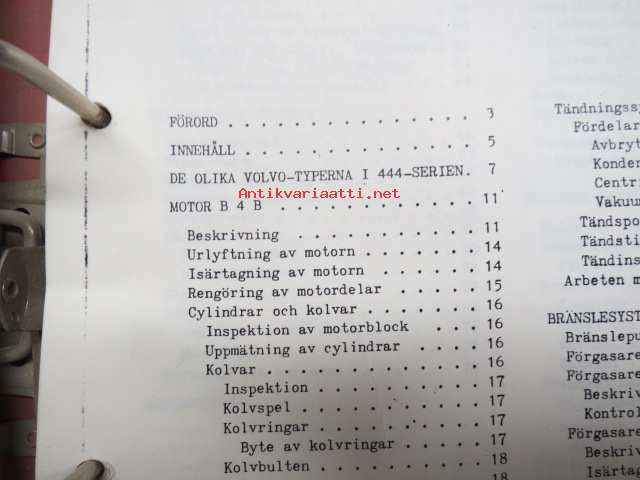 FÖRORD . . . . . . . . . . . . . . . 3
INNEHÅLL . . . . . . . . . . . . . . 5
DE OLIKA VOLVO-TYPERNA I 444-SERIEN. 7
Antikvariaatti.net
MOTOR B 4 B . . . . . . . . . . . . 11
Beskrivning . . . . . . . . . . . 11
Urlyftning av motorn . . . . . . . 14
Isärtagning av motorn . . . . . . 14
Rengöring av motordelar . . . . . 15
Cylindrar och kolvar . . . . . . . 16
Inspektion av motorblock . . . . 16
Uppmätning av cylindrar . . . . 16
Kolvar . . . . . . . . . . . . . 16
Inspektion . . . . . . . . . . 17
Kolvspel . . . . . . . . . . . 17
Kolvringar . . . . . . . . . . 17
Byte av kolvringar . . . . . 17
Kolvbulten . . . . . . . . . . 18
18
Tändningssy
Fördelar
Avbryt
Konden
Centri
Vakuum
Tändspo
Tändsti
Tändins
Arbeten m
BRÄNSLESYST
Bränslepu
Förgasare
Förgasare
Beskriv
Kontrol
Förgasare
Beskriv
Isärtag